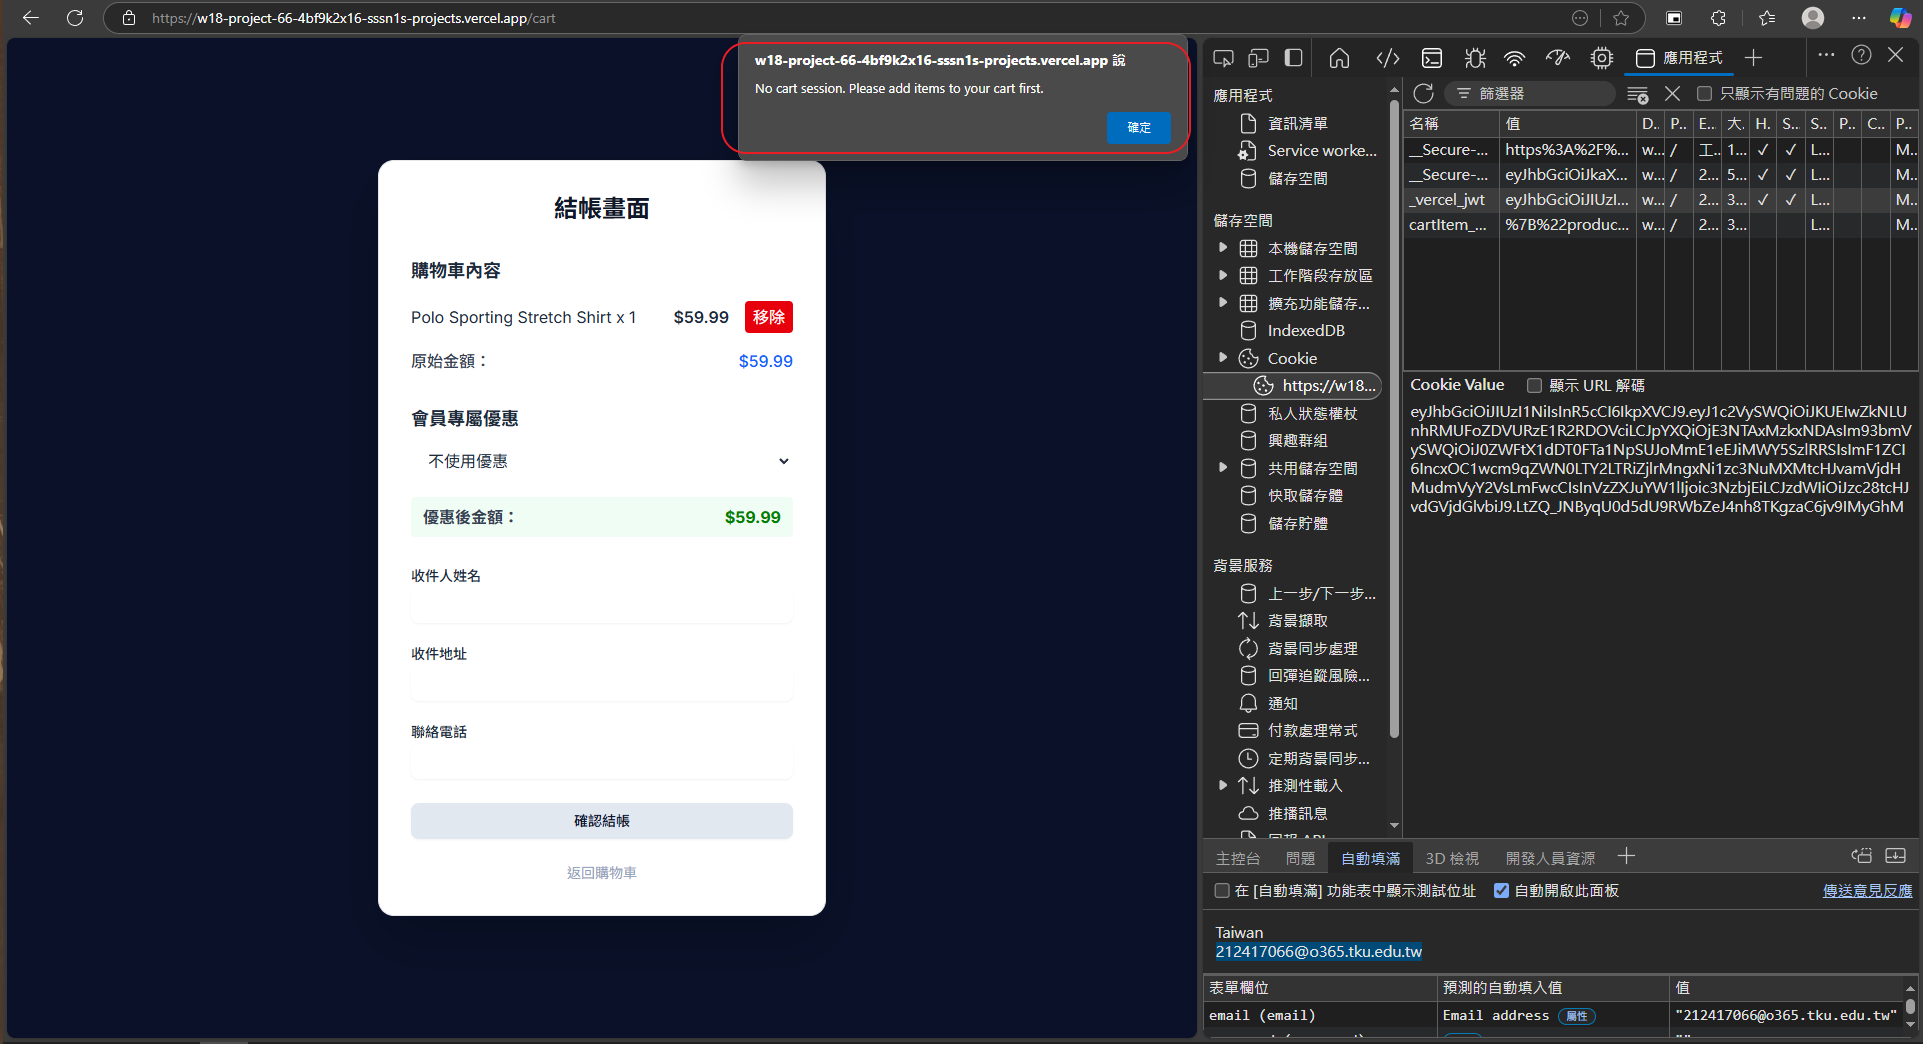 https://w18-project-66-4bf9k2x16-sssn1s-projects.vercel.app/cart
w18-project-66-4bf9k2x16-sssn1s-projects.vercel.app 說
No cart session. Please add items to your cart first.
確定
結帳畫面
購物車內容
Polo Sporting Stretch Shirt x 1 $59.99 移除
原始金額： $59.99
會員專屬優惠
不使用優惠
優惠後金額： $59.99
收件人姓名
收件地址
聯絡電話
確認結帳
返回購物車
應用程式
應用程式
資訊清單
Service worke...
儲存空間
儲存空間
本機儲存空間
工作階段存放區
擴充功能儲存...
IndexedDB
Cookie
https://w18...
私人狀態權杖
興趣群組
共用儲存空間
快取儲存體
儲存貯體
背景服務
上一步/下一步...
背景擷取
背景同步處理
回彈追蹤風險...
通知
付款處理常式
定期背景同步...
推測性載入
推播訊息
篩選器 只顯示有問題的 Cookie
名稱 值 D.. P.. E... 大. H. S... S.. P.. C... P..
__Secure-... https%3A%2F%... w... / 工.. 1... ✓ ✓ L... M...
__Secure-... eyJhbGciOiJkaX... w... / 2... 5... ✓ ✓ L... M...
_vercel_jwt eyJhbGciOiJIUzI... w... / 2... 3... ✓ ✓ L... M...
cartItem_... %7B%22produc... w... / 2... 3... L... M...
Cookie Value 顯示 URL 解碼
eyJhbGciOiJIUzI1NiIsInR5cCI6IkpXVCJ9.eyJ1c2VySWQiOiJKUEIwZkNLU
nhRMUFoZDVURzE1R2RDOVciLCJpYXQiOjE3NTAxMzkxNDAsIm93bmV
ySWQiOiJ0ZWFtX1dDT0FTa1NpSUJoMmE1eEJiMWY5SzlRRSIsImF1ZCI
6IncxOC1wcm9qZWN0LTY2LTRiZjlrMngxNi1zc3NuMXMtcHJvamVjdH
MudmVyY2VsLmFwcCIsInVzZXJuYW1lIjoic3NzbjEiLCJzdWIiOiJzc28tcHJ
vdGVjdGlvbiJ9.LtZQ_JNByqU0d5dU9RWbZeJ4nh8TKgzaC6jv9IMyGhM
主控台 問題 自動填滿 3D 檢視 開發人員資源
在 [自動填滿] 功能表中顯示測試位址 自動開啟此面板 傳送意見反應
Taiwan
212417066@o365.tku.edu.tw
表單欄位 預測的自動填入值 值
email (email) Email address 屬性 "212417066@o365.tku.edu.tw"